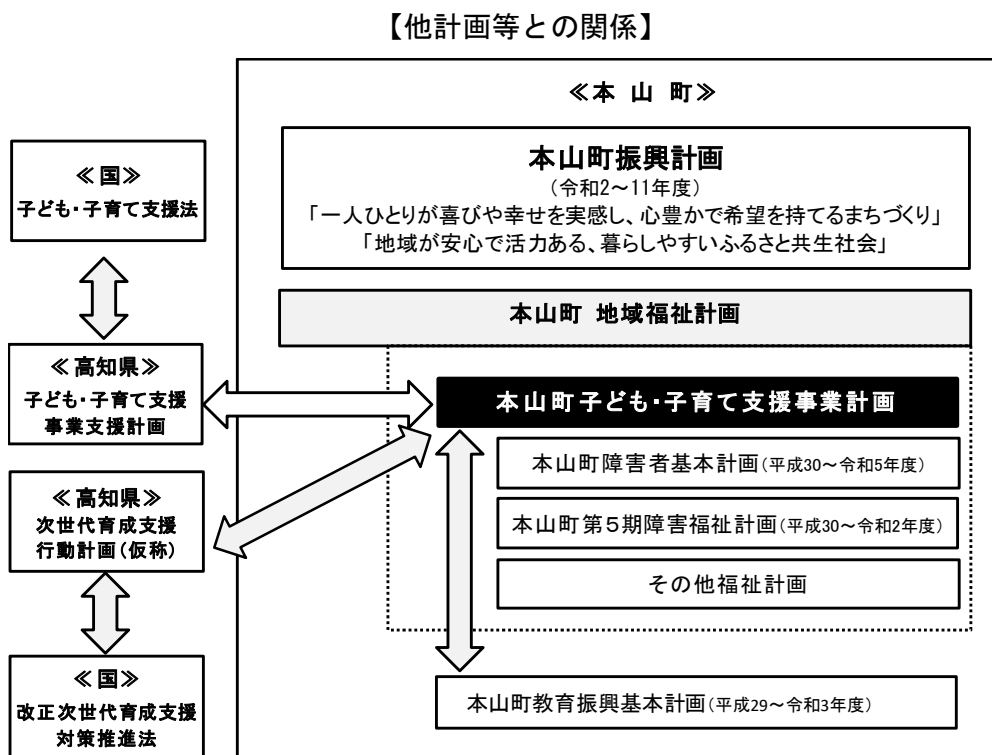 【他計画等との関係】
≪本 山 町≫
本山町振興計画
(令和2～11年度)
「一人ひとりが喜びや幸せを実感し、心豊かで希望を持てるまちづくり」
「地域が安心で活力ある、暮らしやすいふるさと共生社会」
≪国≫
子ども・子育て支援法
本山町 地域福祉計画
≪高知県≫
子ども・子育て支援
事業支援計画
本山町子ども・子育て支援事業計画
本山町障害者基本計画(平成30～令和5年度)
≪高知県≫
次世代育成支援
行動計画(仮称)
本山町第5期障害福祉計画(平成30～令和2年度)
その他福祉計画
≪国≫
改正次世代育成支援
対策推進法
本山町教育振興基本計画(平成29～令和3年度)